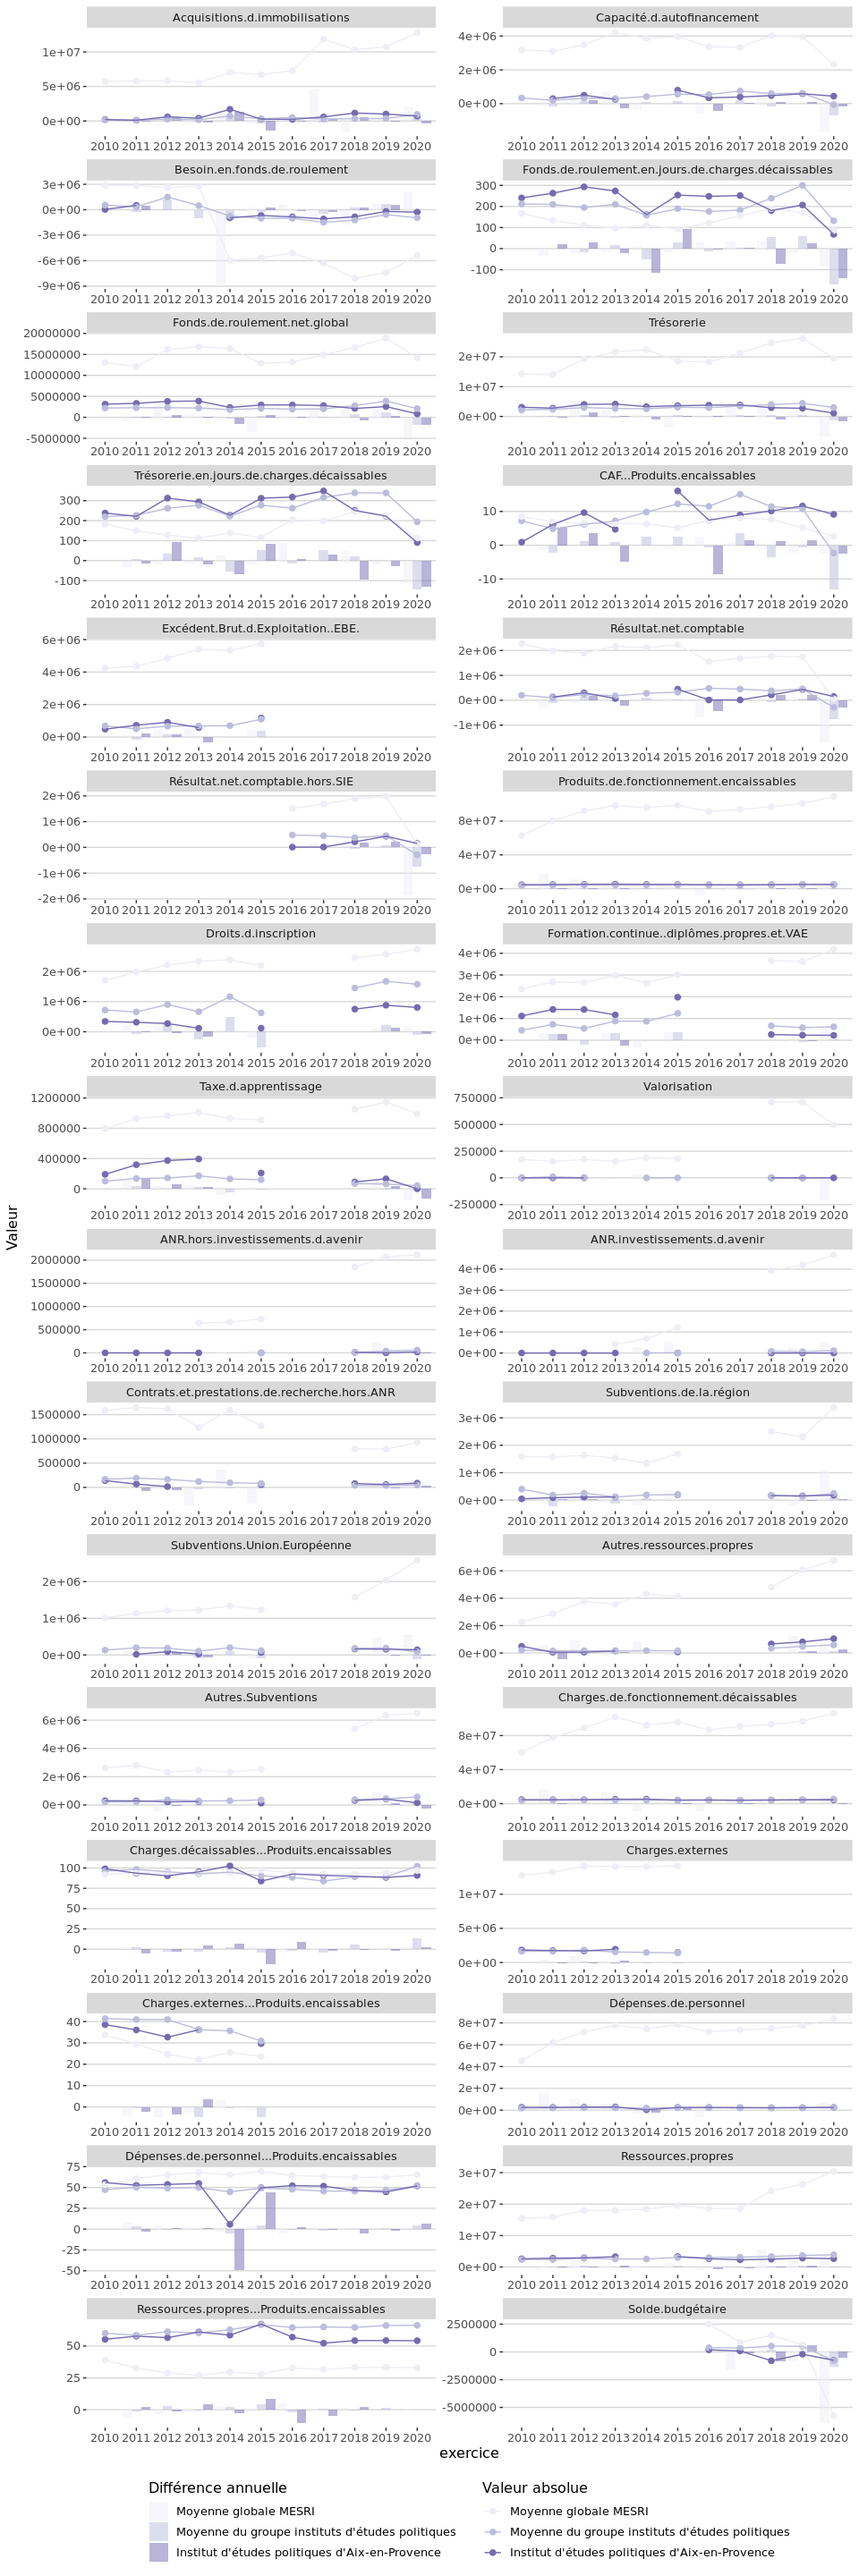 Acquisitions.d.immobilisations
Capacité.d.autofinancement
1e+07
5e+06
0e+00
4e+06
2e+06
0e+00
2010 2011 2012 2013 2014 2015 2016 2017 2018 2019 2020
2010 2011 2012 2013 2014 2015 2016 2017 2018 2019 2020
Besoin.en.fonds.de.roulement
Fonds.de.roulement.en.jours.de.charges.décaissables
3e+06
0e+00
-3e+06
-6e+06
-9e+06
300
200
100
0
-100
2010 2011 2012 2013 2014 2015 2016 2017 2018 2019 2020
2010 2011 2012 2013 2014 2015 2016 2017 2018 2019 2020
Fonds.de.roulement.net.global
Trésorerie
20000000
15000000
10000000
5000000
0
-5000000
2e+07
1e+07
0e+00
2010 2011 2012 2013 2014 2015 2016 2017 2018 2019 2020
2010 2011 2012 2013 2014 2015 2016 2017 2018 2019 2020
Trésorerie.en.jours.de.charges.décaissables
CAF...Produits.encaissables
300
200
100
0
-100
10
0
-10
2010 2011 2012 2013 2014 2015 2016 2017 2018 2019 2020
2010 2011 2012 2013 2014 2015 2016 2017 2018 2019 2020
Excédent.Brut.d.Exploitation..EBE.
Résultat.net.comptable
6e+06
4e+06
2e+06
0e+00
2e+06
1e+06
0e+00
-1e+06
2010 2011 2012 2013 2014 2015 2016 2017 2018 2019 2020
2010 2011 2012 2013 2014 2015 2016 2017 2018 2019 2020
Résultat.net.comptable.hors.SIE
Produits.de.fonctionnement.encaissables
2e+06
1e+06
0e+00
-1e+06
-2e+06
8e+07
4e+07
0e+00
2010 2011 2012 2013 2014 2015 2016 2017 2018 2019 2020
2010 2011 2012 2013 2014 2015 2016 2017 2018 2019 2020
Droits.d.inscription
Formation.continue..diplômes.propres.et.VAE
2e+06
1e+06
0e+00
4e+06
3e+06
2e+06
1e+06
0e+00
2010 2011 2012 2013 2014 2015 2016 2017 2018 2019 2020
2010 2011 2012 2013 2014 2015 2016 2017 2018 2019 2020
Taxe.d.apprentissage
Valorisation
1200000
800000
400000
0
750000
500000
250000
0
-250000
2010 2011 2012 2013 2014 2015 2016 2017 2018 2019 2020
2010 2011 2012 2013 2014 2015 2016 2017 2018 2019 2020
Valeur
ANR.hors.investissements.d.avenir
ANR.investissements.d.avenir
2000000
1500000
1000000
500000
0
4e+06
3e+06
2e+06
1e+06
0e+00
2010 2011 2012 2013 2014 2015 2016 2017 2018 2019 2020
2010 2011 2012 2013 2014 2015 2016 2017 2018 2019 2020
Contrats.et.prestations.de.recherche.hors.ANR
Subventions.de.la.région
1500000
1000000
500000
0
3e+06
2e+06
1e+06
0e+00
2010 2011 2012 2013 2014 2015 2016 2017 2018 2019 2020
2010 2011 2012 2013 2014 2015 2016 2017 2018 2019 2020
Subventions.Union.Européenne
Autres.ressources.propres
2e+06
1e+06
0e+00
6e+06
4e+06
2e+06
0e+00
2010 2011 2012 2013 2014 2015 2016 2017 2018 2019 2020
2010 2011 2012 2013 2014 2015 2016 2017 2018 2019 2020
Autres.Subventions
Charges.de.fonctionnement.décaissables
6e+06
4e+06
2e+06
0e+00
8e+07
4e+07
0e+00
2010 2011 2012 2013 2014 2015 2016 2017 2018 2019 2020
2010 2011 2012 2013 2014 2015 2016 2017 2018 2019 2020
Charges.décaissables...Produits.encaissables
Charges.externes
100
75
50
25
0
1e+07
5e+06
0e+00
2010 2011 2012 2013 2014 2015 2016 2017 2018 2019 2020
2010 2011 2012 2013 2014 2015 2016 2017 2018 2019 2020
Charges.externes...Produits.encaissables
Dépenses.de.personnel
40
30
20
10
0
8e+07
6e+07
4e+07
2e+07
0e+00
2010 2011 2012 2013 2014 2015 2016 2017 2018 2019 2020
2010 2011 2012 2013 2014 2015 2016 2017 2018 2019 2020
Dépenses.de.personnel...Produits.encaissables
Ressources.propres
75
50
25
0
-25
-50
3e+07
2e+07
1e+07
0e+00
2010 2011 2012 2013 2014 2015 2016 2017 2018 2019 2020
2010 2011 2012 2013 2014 2015 2016 2017 2018 2019 2020
Ressources.propres...Produits.encaissables
Solde.budgétaire
50
25
0
2500000
0
-2500000
-5000000
2010 2011 2012 2013 2014 2015 2016 2017 2018 2019 2020
2010 2011 2012 2013 2014 2015 2016 2017 2018 2019 2020
exercice
Différence annuelle
Moyenne globale MESRI
Moyenne du groupe instituts d'études politiques
Institut d'études politiques d'Aix-en-Provence
Valeur absolue
Moyenne globale MESRI
Moyenne du groupe instituts d'études politiques
Institut d'études politiques d'Aix-en-Provence